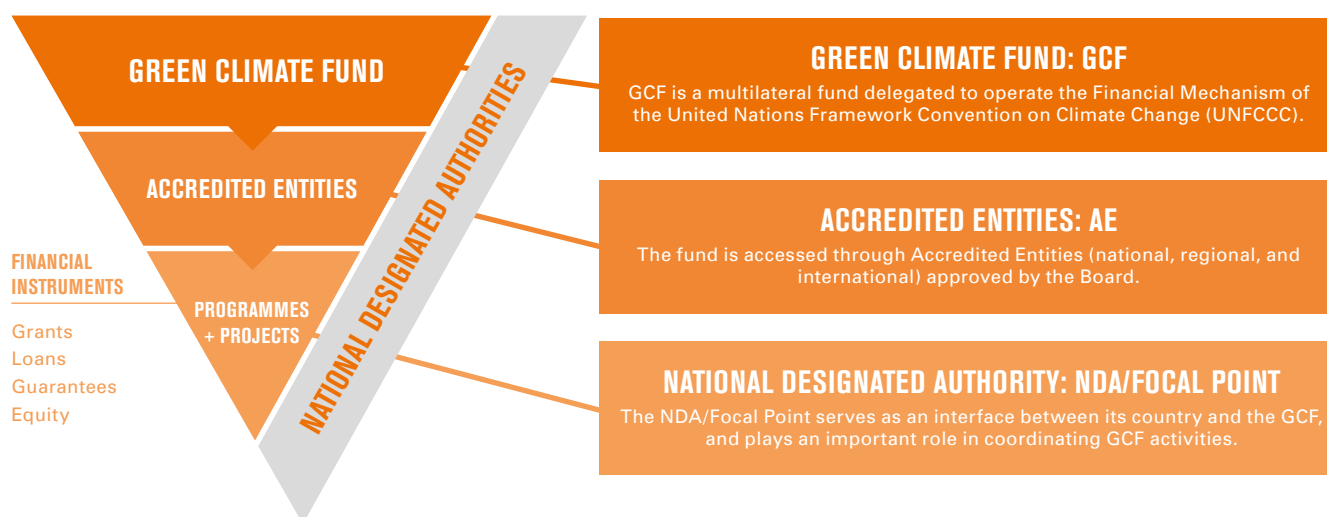 GREEN CLIMATE FUND
ACCREDITED ENTITIES
PROGRAMMES
+ PROJECTS
FINANCIAL
INSTRUMENTS
Grants
Loans
Guarantees
Equity
NATIONAL DESIGNATED AUTHORITIES
GREEN CLIMATE FUND: GCF
GCF is a multilateral fund delegated to operate the Financial Mechanism of
the United Nations Framework Convention on Climate Change (UNFCCC).
ACCREDITED ENTITIES: AE
The fund is accessed through Accredited Entities (national, regional, and
international) approved by the Board.
NATIONAL DESIGNATED AUTHORITY: NDA/FOCAL POINT
The NDA/Focal Point serves as an interface between its country and the GCF,
and plays an important role in coordinating GCF activities.